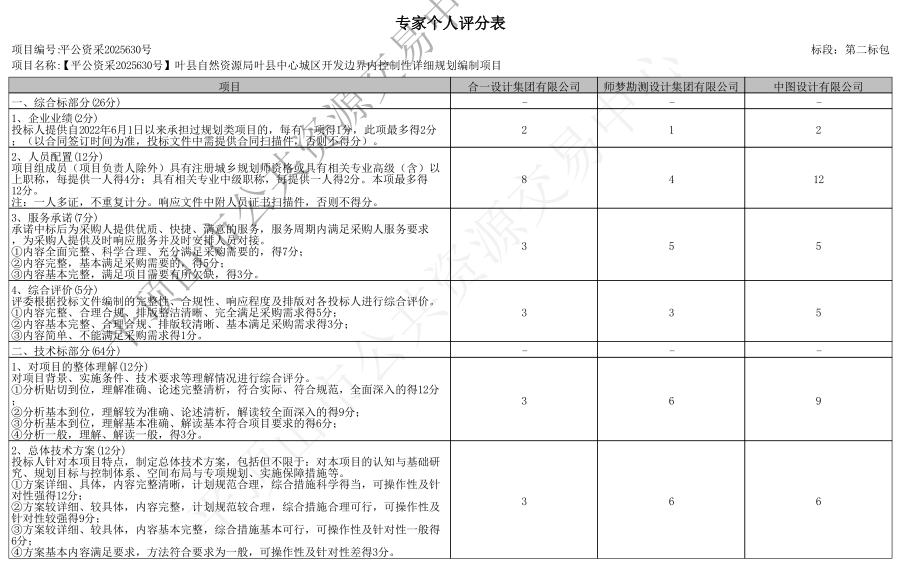 专家个人评分表
项目编号:平公资采2025630号 标段：第二标包
项目名称:【平公资采2025630号】叶县自然资源局叶县中心城区开发边界内控制性详细规划编制项目
项目 合一设计集团有限公司 师梦勘测设计集团有限公司 中图设计有限公司
一、综合标部分(26分) - - -
1、企业业绩(2分)
投标人提供自2022年6月1日以来承担过规划类项目的，每有一项得1分，此项最多得2分
；（以合同签订时间为准，投标文件中需提供合同扫描件，否则不得分）。
2 1 2
2、人员配置(12分)
项目组成员（项目负责人除外）具有注册城乡规划师资格或具有相关专业高级（含）以
上职称，每提供一人得4分；具有相关专业中级职称，每提供一人得2分。本项最多得
12分。
注：一人多证，不重复计分。响应文件中附人员证书扫描件，否则不得分。
8 4 12
3、服务承诺(7分)
承诺中标后为采购人提供优质、快捷、满意的服务，服务周期内满足采购人服务要求
，为采购人提供及时响应服务并及时安排人员对接。
①内容全面完整、科学合理、充分满足采购需要的，得7分；
②内容完整，基本满足采购需要的，得5分；
③内容基本完整，满足项目需要有所欠缺，得3分。
3 5 5
4、综合评价(5分)
评委根据投标文件编制的完整性、合规性、响应程度及排版对各投标人进行综合评价。
①内容完整、合理合规、排版整洁清晰、完全满足采购需求得5分；
②内容基本完整、合理合规、排版较清晰、基本满足采购需求得3分；
③内容简单、不能满足采购需求得1分。
3 3 5
二、技术标部分(64分) - - -
1、对项目的整体理解(12分)
对项目背景、实施条件、技术要求等理解情况进行综合评分。
①分析贴切到位，理解准确、论述完整清析，符合实际、符合规范，全面深入的得12分
；
②分析基本到位，理解较为准确、论述清析，解读较全面深入的得9分；
③分析基本到位，理解基本准确、解读基本符合项目要求的得6分；
④分析一般，理解、解读一般，得3分。
3 6 9
2、总体技术方案(12分)
投标人针对本项目特点，制定总体技术方案，包括但不限于：对本项目的认知与基础研
究、规划目标与控制体系、空间布局与专项规划、实施保障措施等。
①方案详细、具体，内容完整清晰，计划规范合理，综合措施科学得当，可操作性及针
对性强得12分；
②方案较详细、较具体，内容完整，计划规范较合理，综合措施合理可行，可操作性及
针对性较强得9分；
③方案较详细、较具体，内容基本完整，综合措施基本可行，可操作性及针对性一般得
6分；
④方案基本内容满足要求，方法符合要求为一般，可操作性及针对性差得3分。
3 6 6
平顶山市公共资源交易中心
平顶山市公共资源交易中心